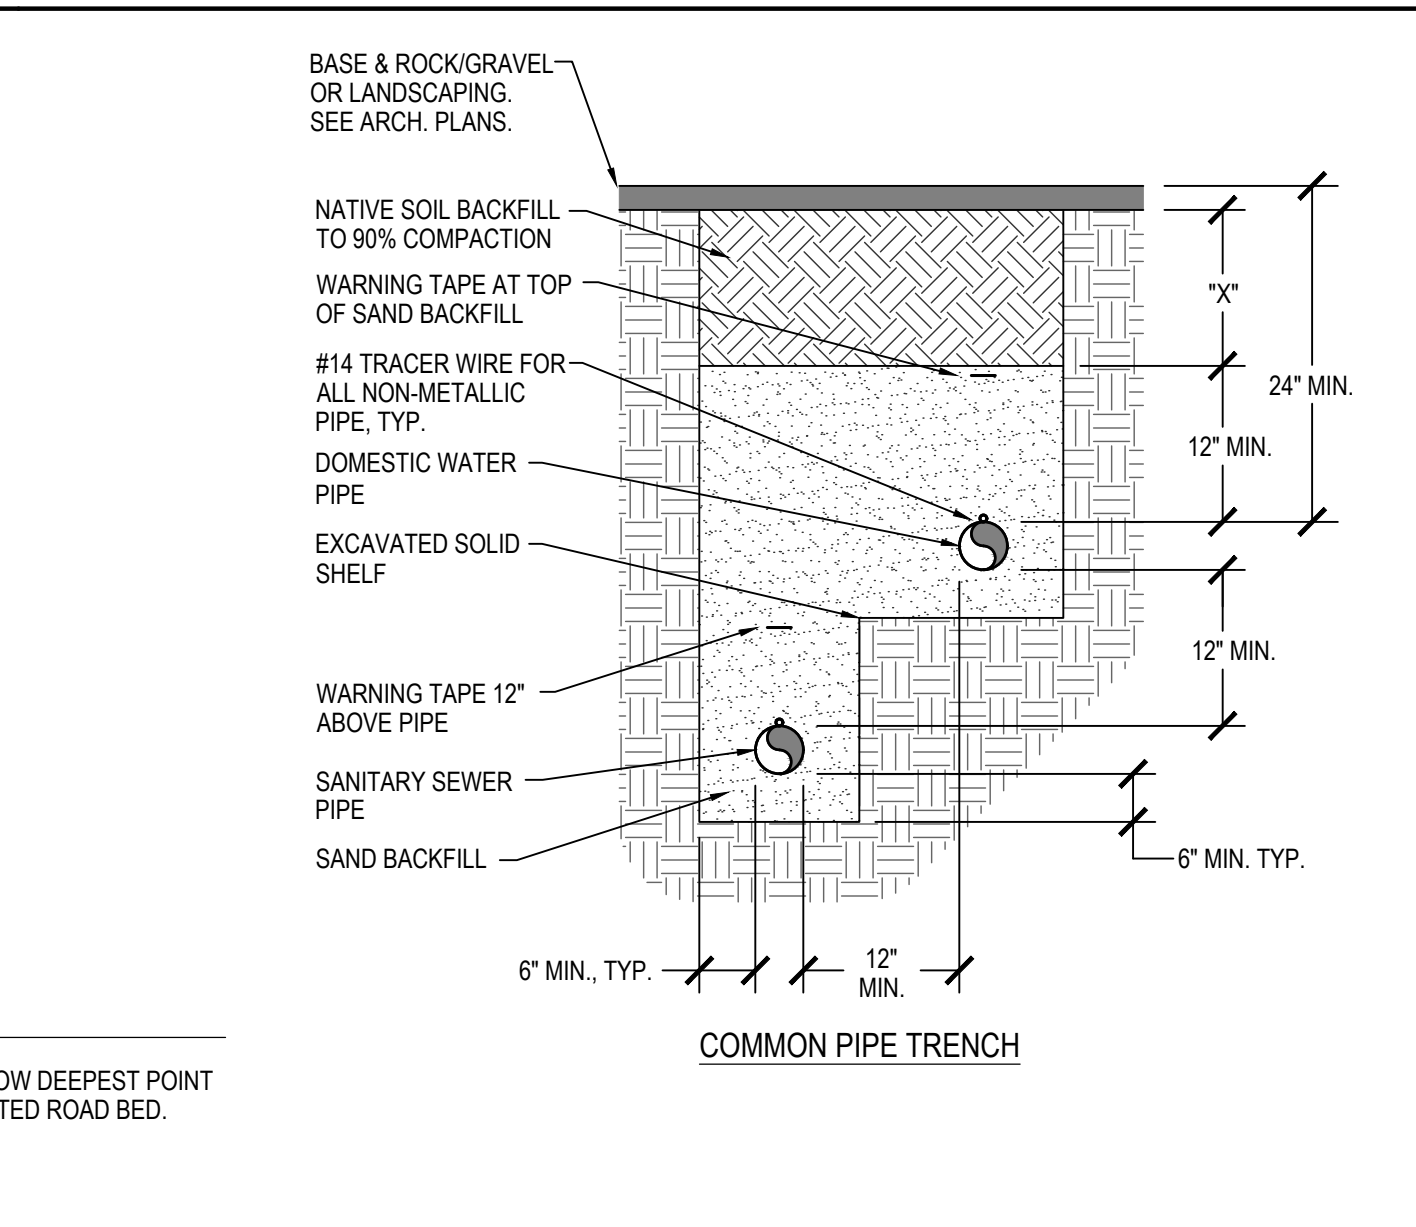 BASE & ROCK/GRAVEL
OR LANDSCAPING.
SEE ARCH. PLANS.
NATIVE SOIL BACKFILL
TO 90% COMPACTION
WARNING TAPE AT TOP
OF SAND BACKFILL
#14 TRACER WIRE FOR
ALL NON-METALLIC
PIPE, TYP.
DOMESTIC WATER
PIPE
EXCAVATED SOLID
SHELF
WARNING TAPE 12"
ABOVE PIPE
SANITARY SEWER
PIPE
SAND BACKFILL
"X"
24" MIN.
12" MIN.
12" MIN.
6" MIN. TYP.
6" MIN., TYP.
12"
MIN.
COMMON PIPE TRENCH
OW DEEPEST POINT
TED ROAD BED.